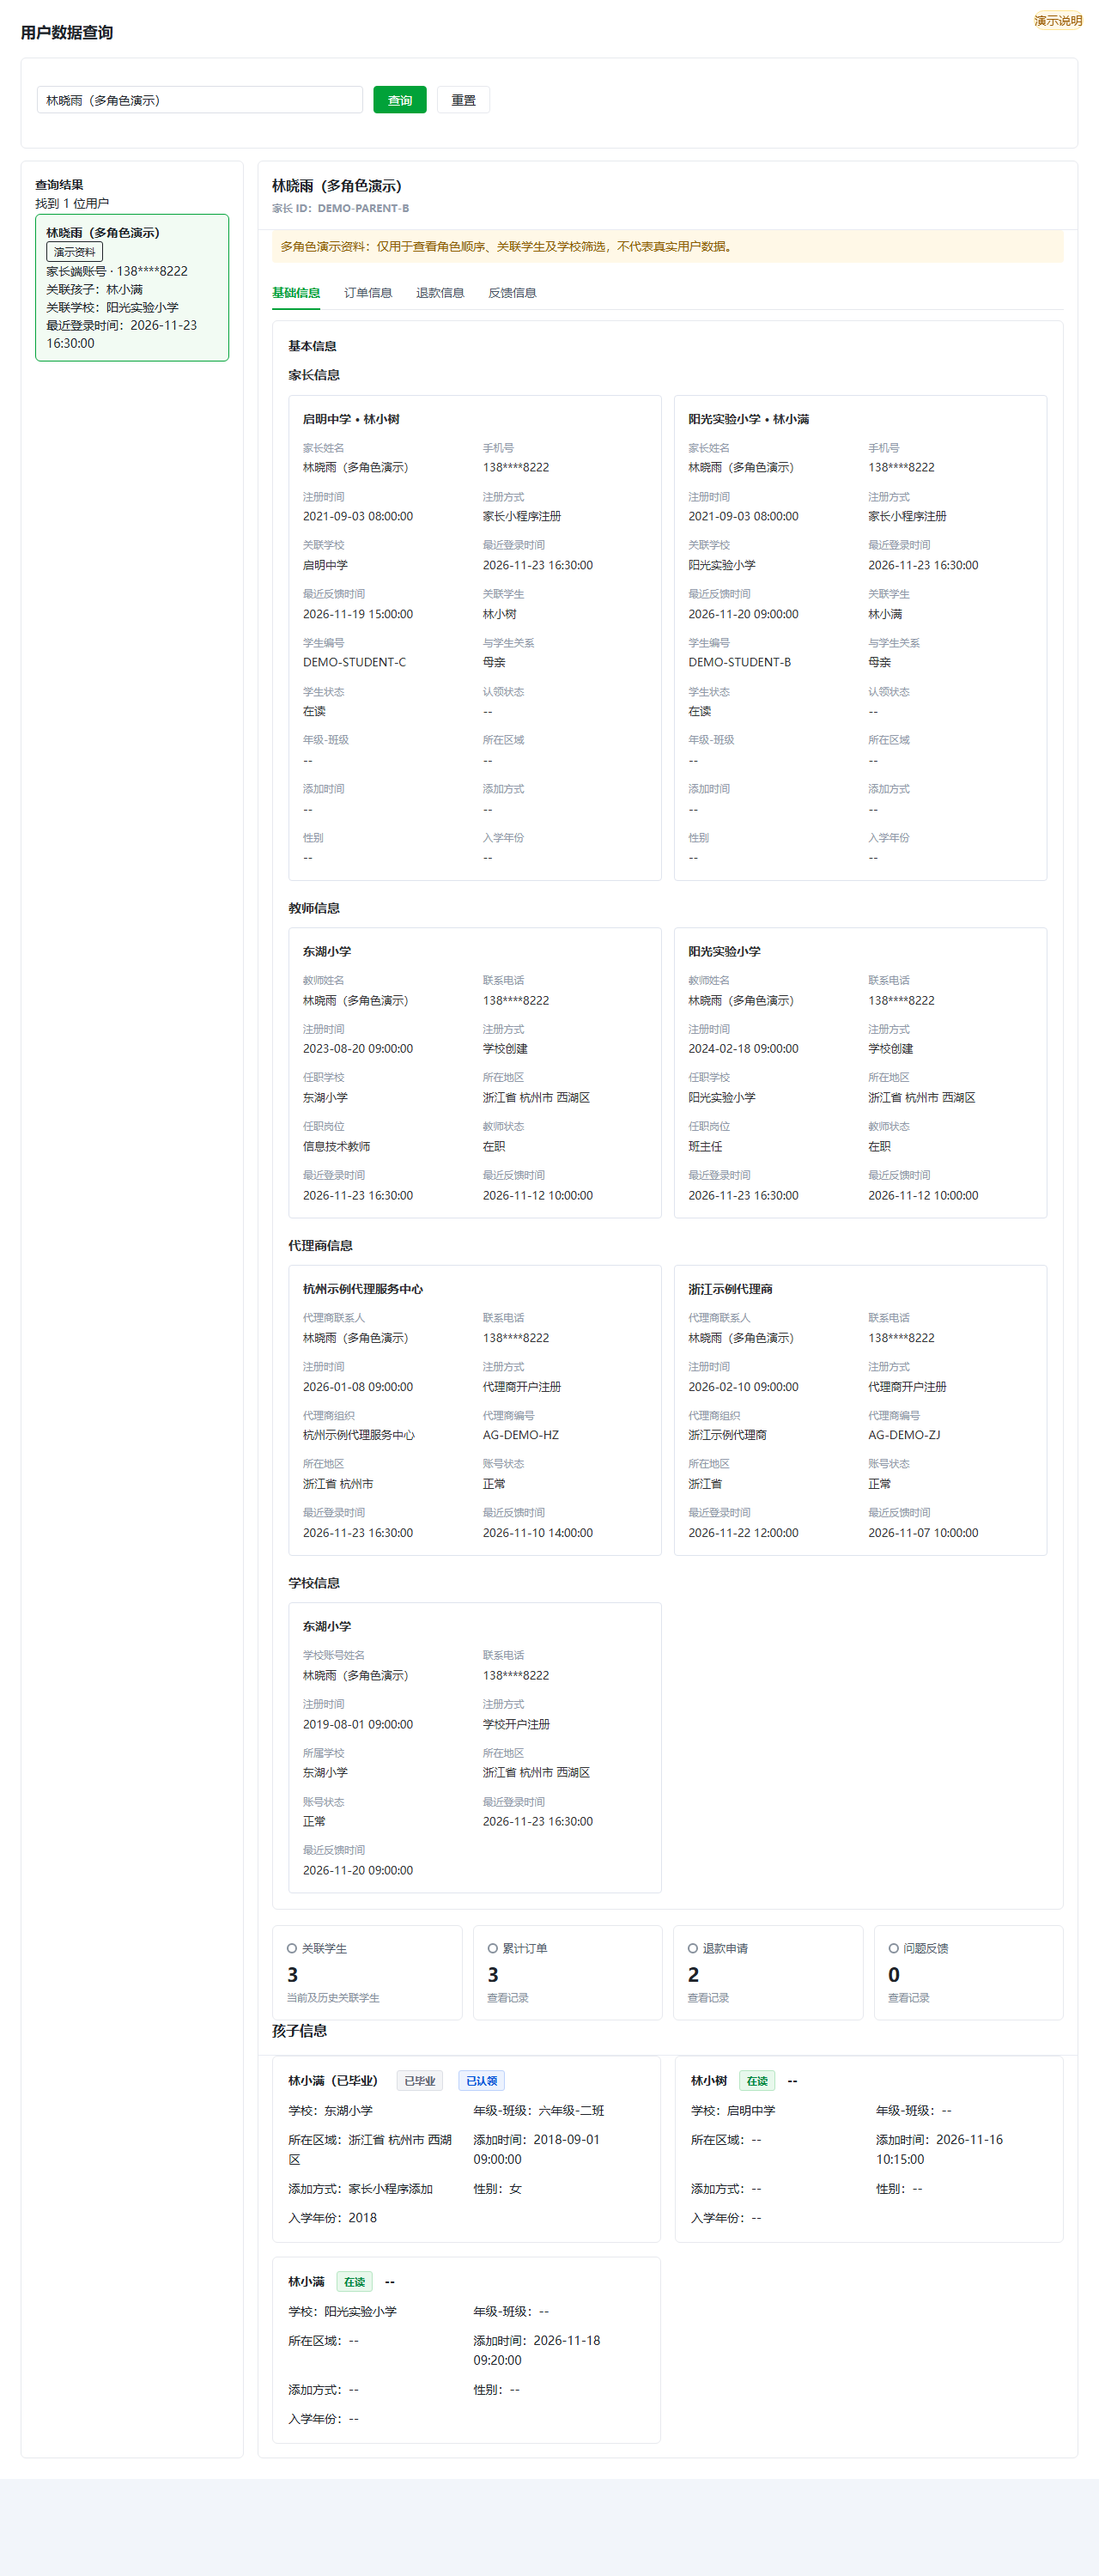 用户数据查询
演示说明
林晓雨（多角色演示）
查询
重置
查询结果
找到 1 位用户
林晓雨（多角色演示）
演示资料
家长端账号 · 138****8222
关联孩子：林小满
关联学校：阳光实验小学
最近登录时间：2026-11-23
16:30:00
林晓雨（多角色演示）
家长 ID：DEMO-PARENT-B
多角色演示资料：仅用于查看角色顺序、关联学生及学校筛选，不代表真实用户数据。
基础信息
订单信息
退款信息
反馈信息
基本信息
家长信息
启明中学 • 林小树
家长姓名
手机号
林晓雨（多角色演示）
138****8222
注册时间
注册方式
2021-09-03 08:00:00
家长小程序注册
关联学校
最近登录时间
启明中学
2026-11-23 16:30:00
最近反馈时间
关联学生
2026-11-19 15:00:00
林小树
学生编号
与学生关系
DEMO-STUDENT-C
母亲
学生状态
认领状态
在读
--
年级-班级
所在区域
--
--
添加时间
添加方式
--
--
性别
入学年份
--
--
阳光实验小学 • 林小满
家长姓名
手机号
林晓雨（多角色演示）
138****8222
注册时间
注册方式
2021-09-03 08:00:00
家长小程序注册
关联学校
最近登录时间
阳光实验小学
2026-11-23 16:30:00
最近反馈时间
关联学生
2026-11-20 09:00:00
林小满
学生编号
与学生关系
DEMO-STUDENT-B
母亲
学生状态
认领状态
在读
--
年级-班级
所在区域
--
--
添加时间
添加方式
--
--
性别
入学年份
--
--
教师信息
东湖小学
教师姓名
联系电话
林晓雨（多角色演示）
138****8222
注册时间
注册方式
2023-08-20 09:00:00
学校创建
任职学校
所在地区
东湖小学
浙江省 杭州市 西湖区
任职岗位
教师状态
信息技术教师
在职
最近登录时间
最近反馈时间
2026-11-23 16:30:00
2026-11-12 10:00:00
阳光实验小学
教师姓名
联系电话
林晓雨（多角色演示）
138****8222
注册时间
注册方式
2024-02-18 09:00:00
学校创建
任职学校
所在地区
阳光实验小学
浙江省 杭州市 西湖区
任职岗位
教师状态
班主任
在职
最近登录时间
最近反馈时间
2026-11-23 16:30:00
2026-11-12 10:00:00
代理商信息
杭州示例代理服务中心
代理商联系人
联系电话
林晓雨（多角色演示）
138****8222
注册时间
注册方式
2026-01-08 09:00:00
代理商开户注册
代理商组织
代理商编号
杭州示例代理服务中心
AG-DEMO-HZ
所在地区
账号状态
浙江省 杭州市
正常
最近登录时间
最近反馈时间
2026-11-23 16:30:00
2026-11-10 14:00:00
浙江示例代理商
代理商联系人
联系电话
林晓雨（多角色演示）
138****8222
注册时间
注册方式
2026-02-10 09:00:00
代理商开户注册
代理商组织
代理商编号
浙江示例代理商
AG-DEMO-ZJ
所在地区
账号状态
浙江省
正常
最近登录时间
最近反馈时间
2026-11-22 12:00:00
2026-11-07 10:00:00
学校信息
东湖小学
学校账号姓名
联系电话
林晓雨（多角色演示）
138****8222
注册时间
注册方式
2019-08-01 09:00:00
学校开户注册
所属学校
所在地区
东湖小学
浙江省 杭州市 西湖区
账号状态
最近登录时间
正常
2026-11-23 16:30:00
最近反馈时间
2026-11-20 09:00:00
关联学生
3
当前及历史关联学生
累计订单
3
查看记录
退款申请
2
查看记录
问题反馈
0
查看记录
孩子信息
林小满（已毕业） 已毕业 已认领
学校：东湖小学
年级-班级：六年级-二班
所在区域：浙江省 杭州市 西湖
区
添加时间：2018-09-01
09:00:00
添加方式：家长小程序添加
性别：女
入学年份：2018
林小树 在读 --
学校：启明中学
年级-班级：--
所在区域：--
添加时间：2026-11-16
10:15:00
添加方式：--
性别：--
入学年份：--
林小满 在读 --
学校：阳光实验小学
年级-班级：--
所在区域：--
添加时间：2026-11-18
09:20:00
添加方式：--
性别：--
入学年份：--